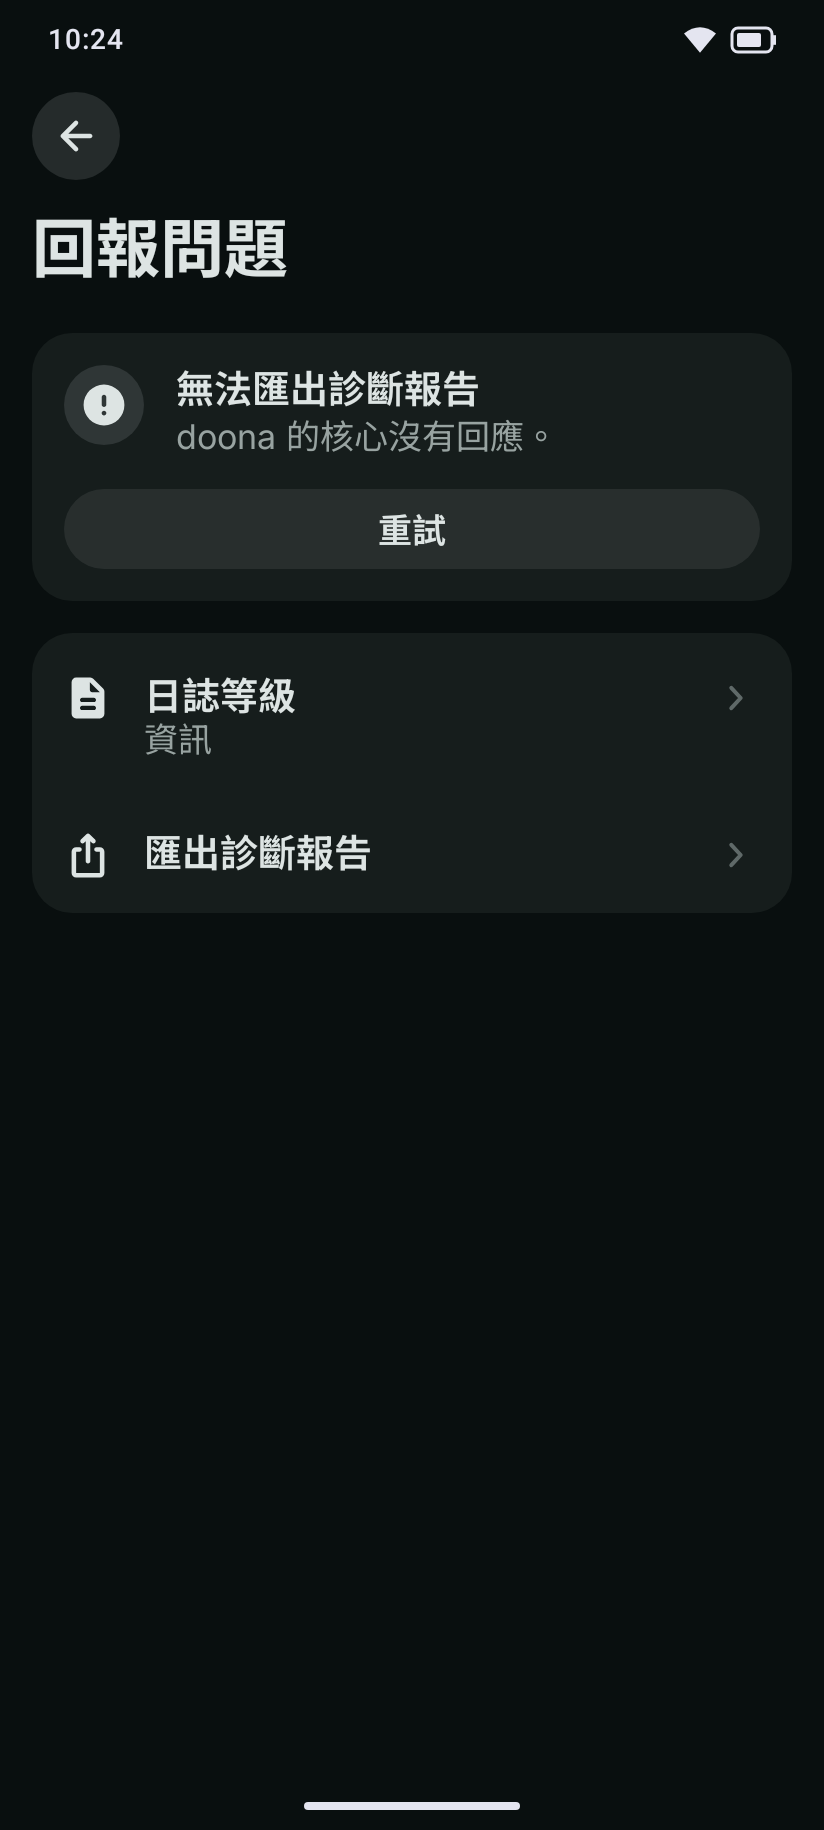 10:24
回報問題
無法匯出診斷報告
doona 的核心沒有回應。
重試
日誌等級
資訊
匯出診斷報告